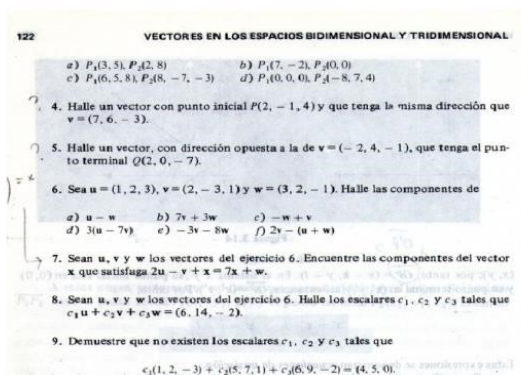 122 VECTORES EN LOS ESPACIOS BIDIMENSIONAL Y TRIDIMENSIONAL
a) P₁(3, 5), P₂(2, 8) b) P₁(7, − 2), P₂(0, 0)
c) P₁(6, 5, 8), P₂(8, − 7, − 3) d) P₁(0, 0, 0), P₂(− 8, 7, 4)
? 4. Halle un vector con punto inicial P(2, − 1, 4) y que tenga la misma dirección que
v = (7, 6, − 3).
? 5. Halle un vector, con dirección opuesta a la de v = (− 2, 4, − 1), que tenga el pun-
to terminal Q(2, 0, − 7).
6. Sea u = (1, 2, 3), v = (2, − 3, 1) y w = (3, 2, − 1). Halle las componentes de
a) u − w b) 7v + 3w c) −w + v
d) 3(u − 7v) e) −3v − 8w f) 2v − (u + w)
7. Sean u, v y w los vectores del ejercicio 6. Encuentre las componentes del vector
x que satisfaga 2u − v + x = 7x + w.
8. Sean u, v y w los vectores del ejercicio 6. Halle los escalares c₁, c₂ y c₃ tales que
c₁u + c₂v + c₃w = (6, 14, − 2).
9. Demuestre que no existen los escalares c₁, c₂ y c₃ tales que
c₁(1, 2, −3) + c₂(5, 7, 1) + c₃(6, 9, −2) = (4, 5, 0).